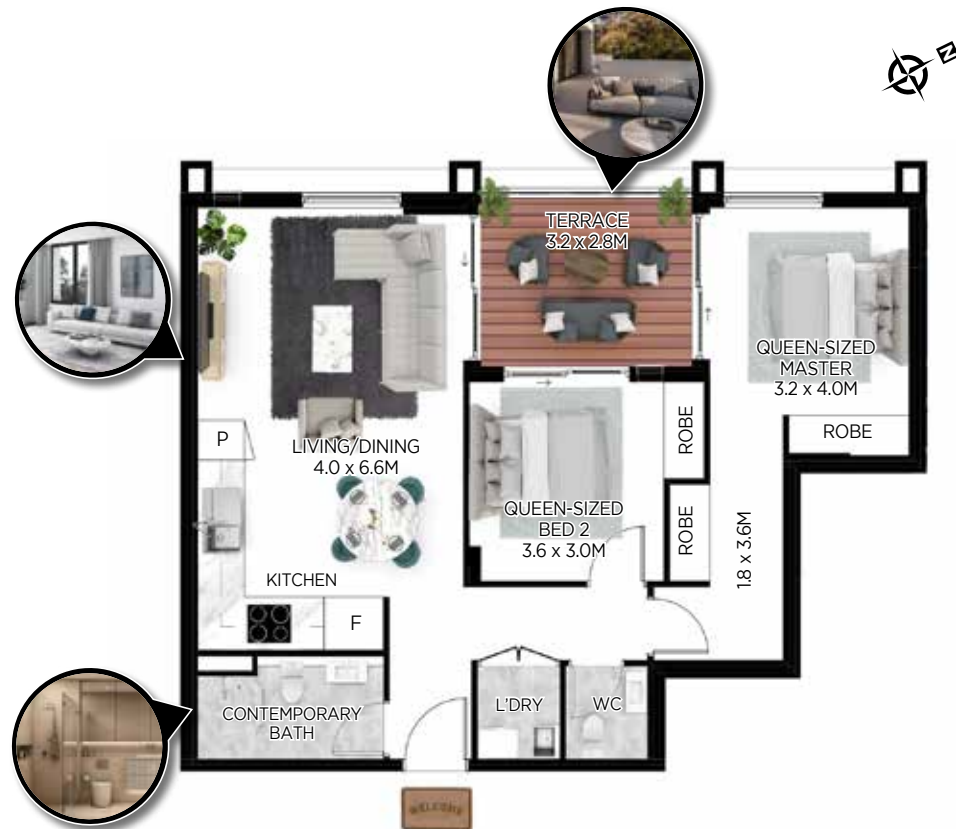 N
TERRACE
3.2 x 2.8M
QUEEN-SIZED
MASTER
3.2 x 4.0M
ROBE
P
LIVING/DINING
4.0 x 6.6M
ROBE
QUEEN-SIZED
BED 2
3.6 x 3.0M
ROBE
1.8 x 3.6M
KITCHEN
F
CONTEMPORARY
BATH
L'DRY
WC
WELCOME